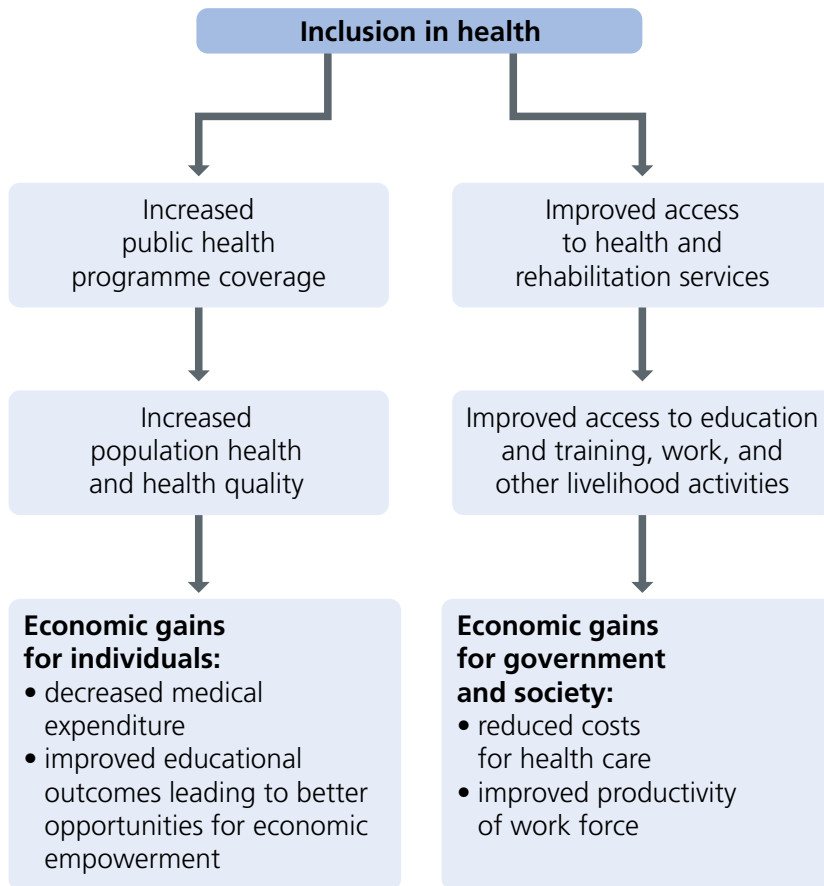 Inclusion in health
Increased
public health
programme coverage
Improved access
to health and
rehabilitation services
Increased
population health
and health quality
Improved access to education
and training, work, and
other livelihood activities
Economic gains
for individuals:
• decreased medical
expenditure
• improved educational
outcomes leading to better
opportunities for economic
empowerment
Economic gains
for government
and society:
• reduced costs
for health care
• improved productivity
of work force